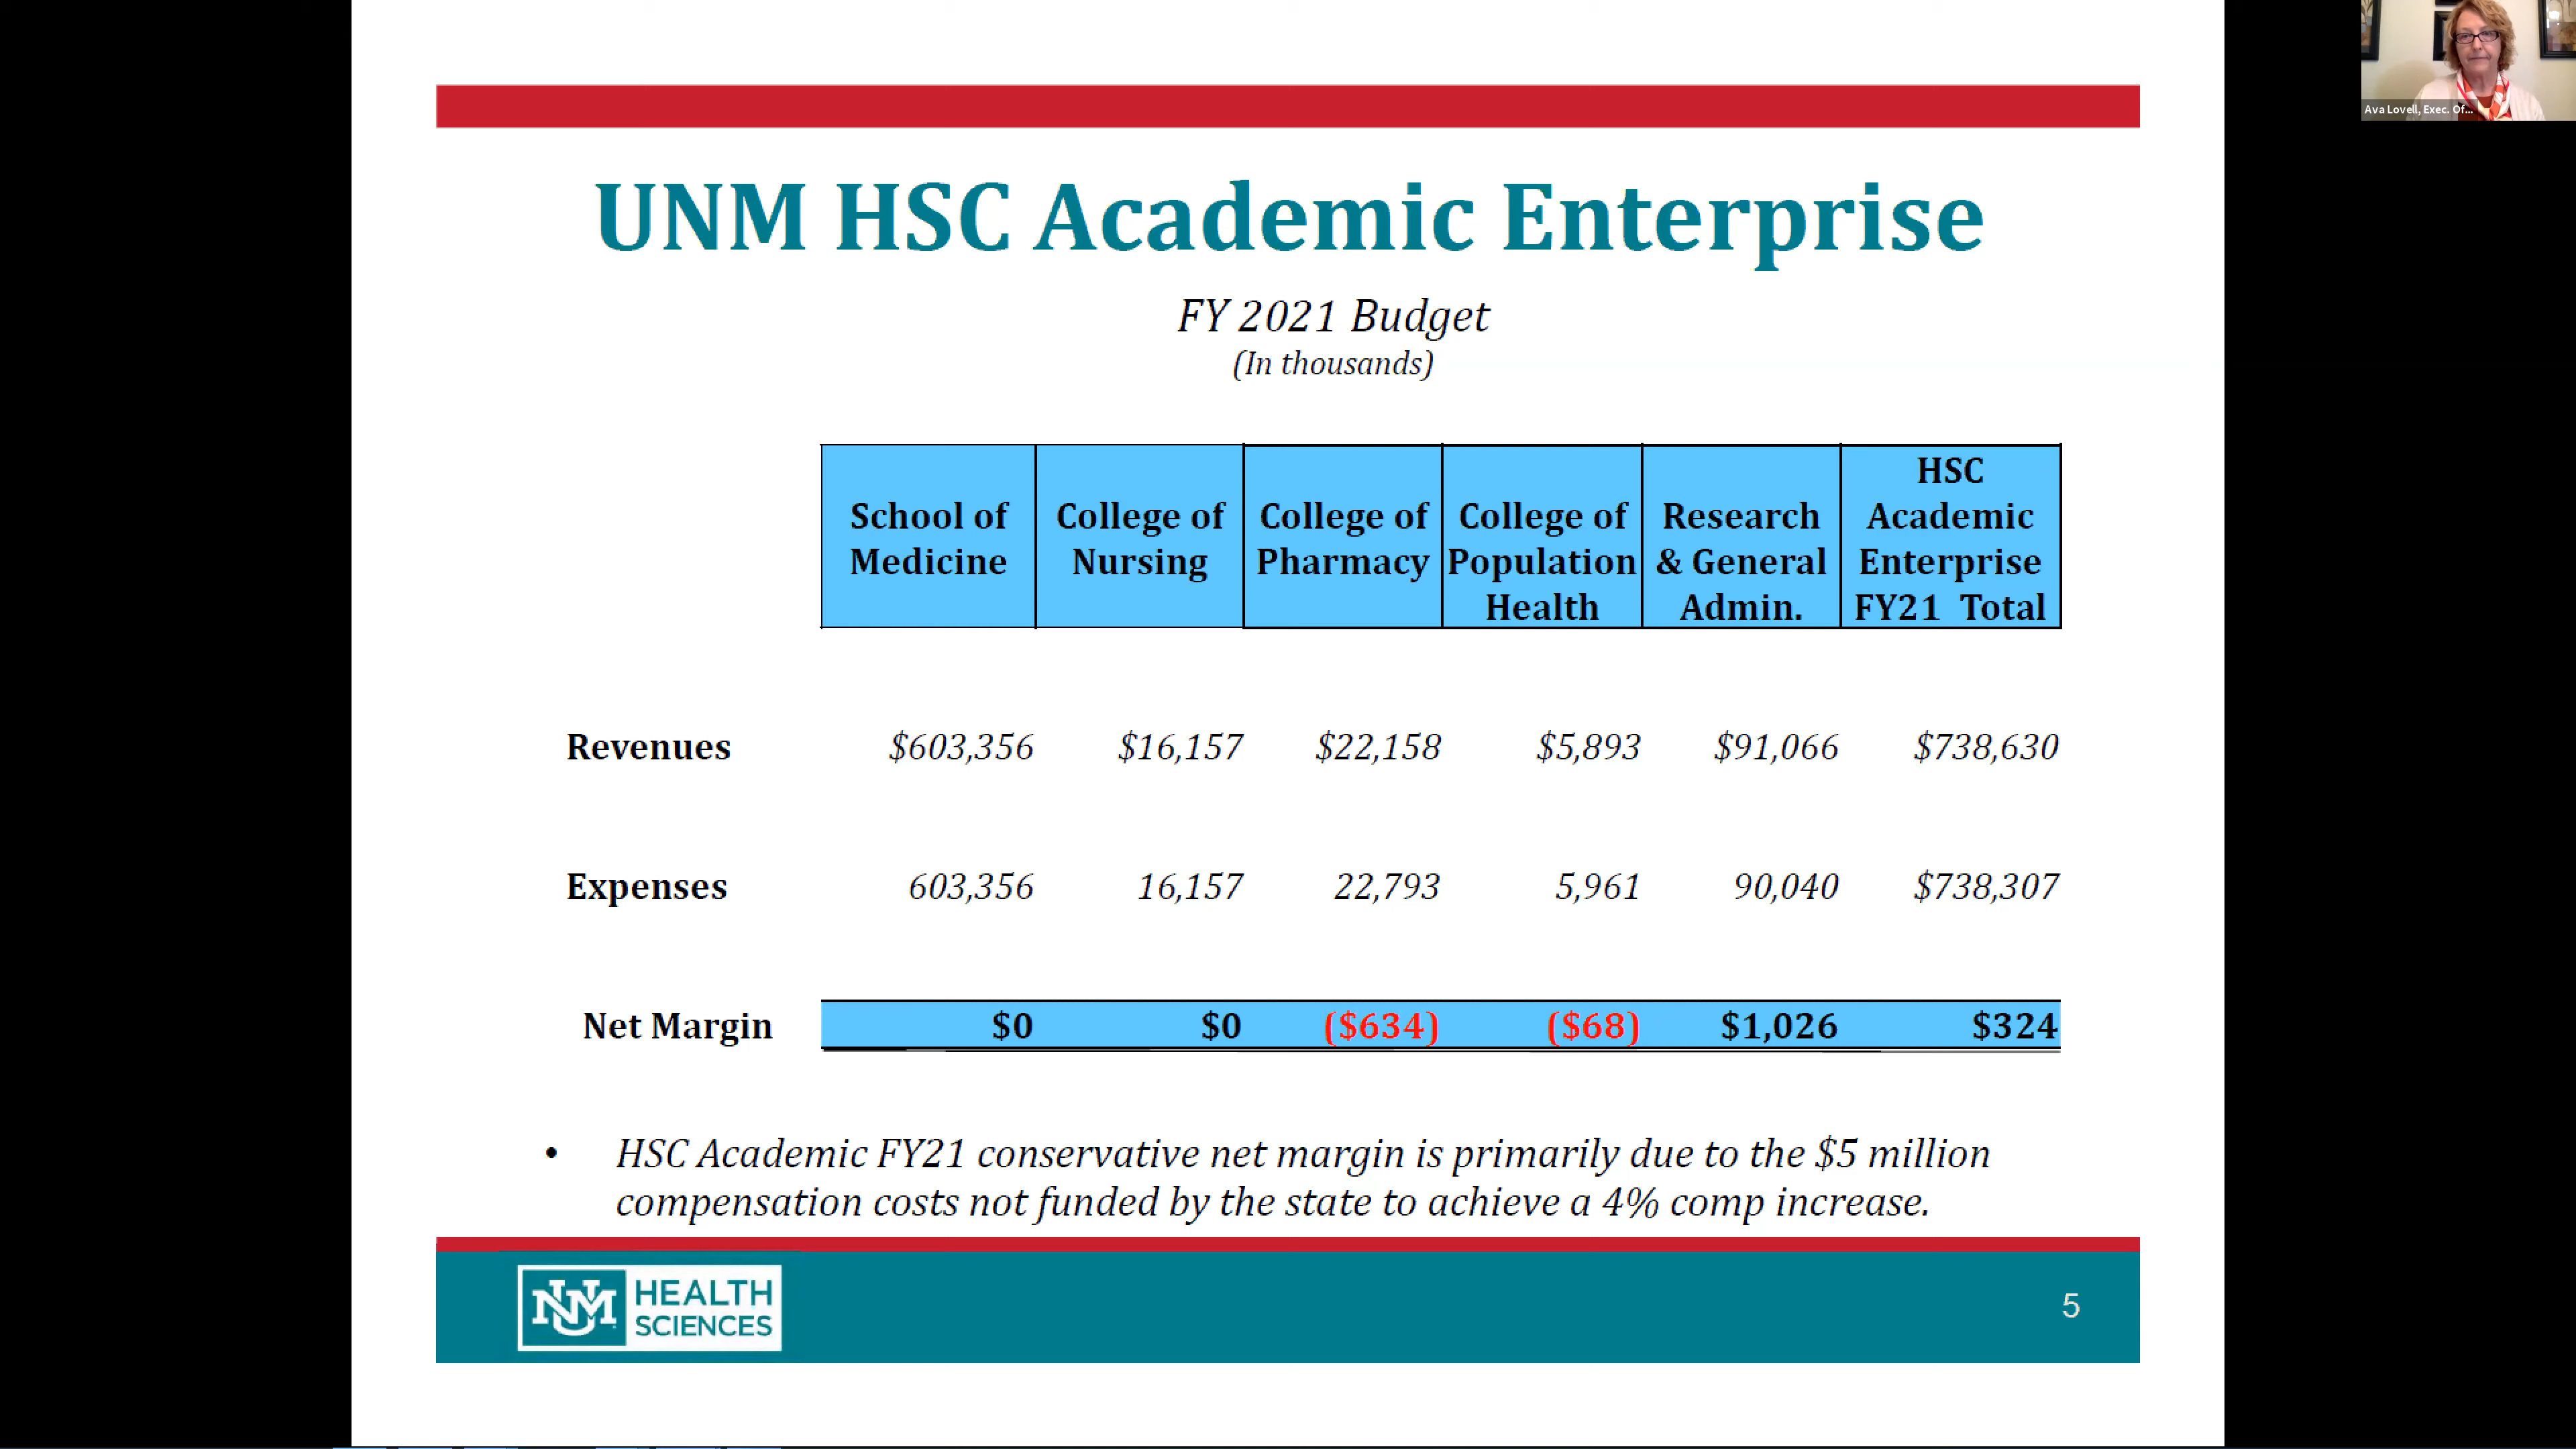 Ava Lovell, Exec. Of...
UNM HSC Academic Enterprise
FY 2021 Budget
(In thousands)
School of Medicine
College of Nursing
College of Pharmacy
College of Population Health
Research & General Admin.
HSC Academic Enterprise FY21 Total
Revenues $603,356 $16,157 $22,158 $5,893 $91,066 $738,630
Expenses 603,356 16,157 22,793 5,961 90,040 $738,307
Net Margin $0 $0 ($634) ($68) $1,026 $324
• HSC Academic FY21 conservative net margin is primarily due to the $5 million
compensation costs not funded by the state to achieve a 4% comp increase.
UNM HEALTH
SCIENCES
5